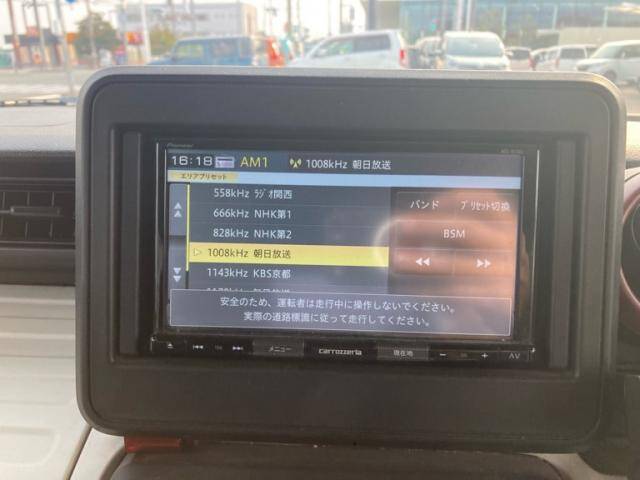 Pioneer
16:18 AM1 1008kHz 朝日放送
エリアプリセット
558kHz ラジオ関西
666kHz NHK第1
828kHz NHK第2
1008kHz 朝日放送
1143kHz KBS京都
バンド プリセット切換
BSM
安全のため、運転者は走行中に操作しないでください。
実際の道路標識に従って走行してください。
メニュー carrozzeria 現在地 AV